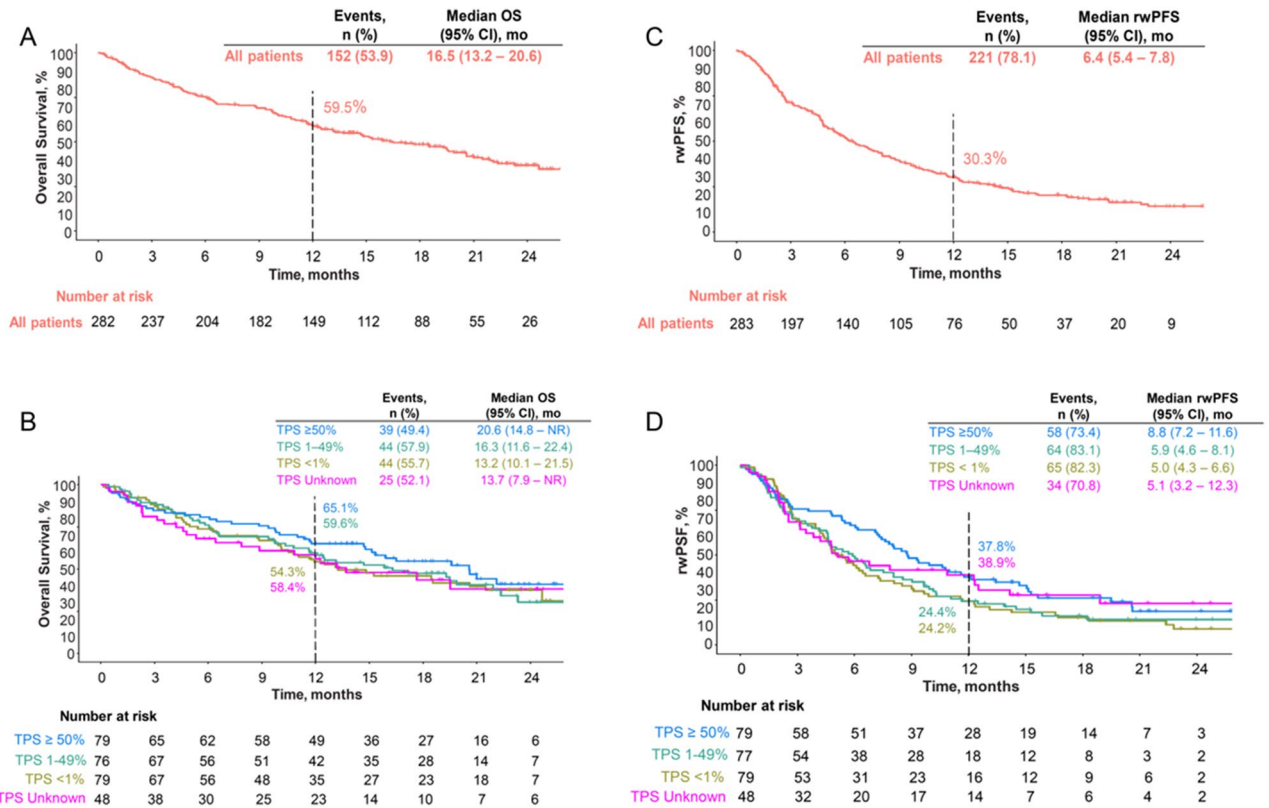 A
Events, n (%)
Median OS (95% CI), mo
All patients 152 (53.9) 16.5 (13.2 – 20.6)
Overall Survival, %
100
90
80
70
60
50
40
30
20
10
0
59.5%
0 3 6 9 12 15 18 21 24
Time, months
Number at risk
All patients 282 237 204 182 149 112 88 55 26
C
Events, n (%)
Median rwPFS (95% CI), mo
All patients 221 (78.1) 6.4 (5.4 – 7.8)
rwPFS, %
100
90
80
70
60
50
40
30
20
10
0
30.3%
0 3 6 9 12 15 18 21 24
Time, months
Number at risk
All patients 283 197 140 105 76 50 37 20 9
B
Events, n (%)
Median OS (95% CI), mo
TPS ≥50% 39 (49.4) 20.6 (14.8 – NR)
TPS 1–49% 44 (57.9) 16.3 (11.6 – 22.4)
TPS <1% 44 (55.7) 13.2 (10.1 – 21.5)
TPS Unknown 25 (52.1) 13.7 (7.9 – NR)
Overall Survival, %
100
90
80
70
60
50
40
30
20
10
0
65.1%
59.6%
54.3%
58.4%
0 3 6 9 12 15 18 21 24
Time, months
Number at risk
TPS ≥ 50% 79 65 62 58 49 36 27 16 6
TPS 1-49% 76 67 56 51 42 35 28 14 7
TPS <1% 79 67 56 48 35 27 23 18 7
TPS Unknown 48 38 30 25 23 14 10 7 6
D
Events, n (%)
Median rwPFS (95% CI), mo
TPS ≥50% 58 (73.4) 8.8 (7.2 – 11.6)
TPS 1–49% 64 (83.1) 5.9 (4.6 – 8.1)
TPS < 1% 65 (82.3) 5.0 (4.3 – 6.6)
TPS Unknown 34 (70.8) 5.1 (3.2 – 12.3)
rwPSF, %
100
90
80
70
60
50
40
30
20
10
0
37.8%
38.9%
24.4%
24.2%
0 3 6 9 12 15 18 21 24
Time, months
Number at risk
TPS ≥ 50% 79 58 51 37 28 19 14 7 3
TPS 1-49% 77 54 38 28 18 12 8 3 2
TPS <1% 79 53 31 23 16 12 9 6 2
TPS Unknown 48 32 20 17 14 7 6 4 2